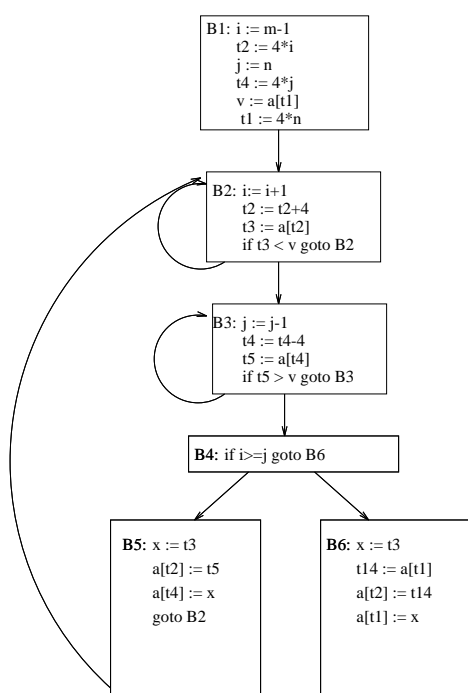 B1: i := m-1
t2 := 4*i
j := n
t4 := 4*j
v := a[t1]
t1 := 4*n
B2: i:= i+1
t2 := t2+4
t3 := a[t2]
if t3 < v goto B2
B3: j := j-1
t4 := t4-4
t5 := a[t4]
if t5 > v goto B3
B4: if i>=j goto B6
B5: x := t3
a[t2] := t5
a[t4] := x
goto B2
B6: x := t3
t14 := a[t1]
a[t2] := t14
a[t1] := x